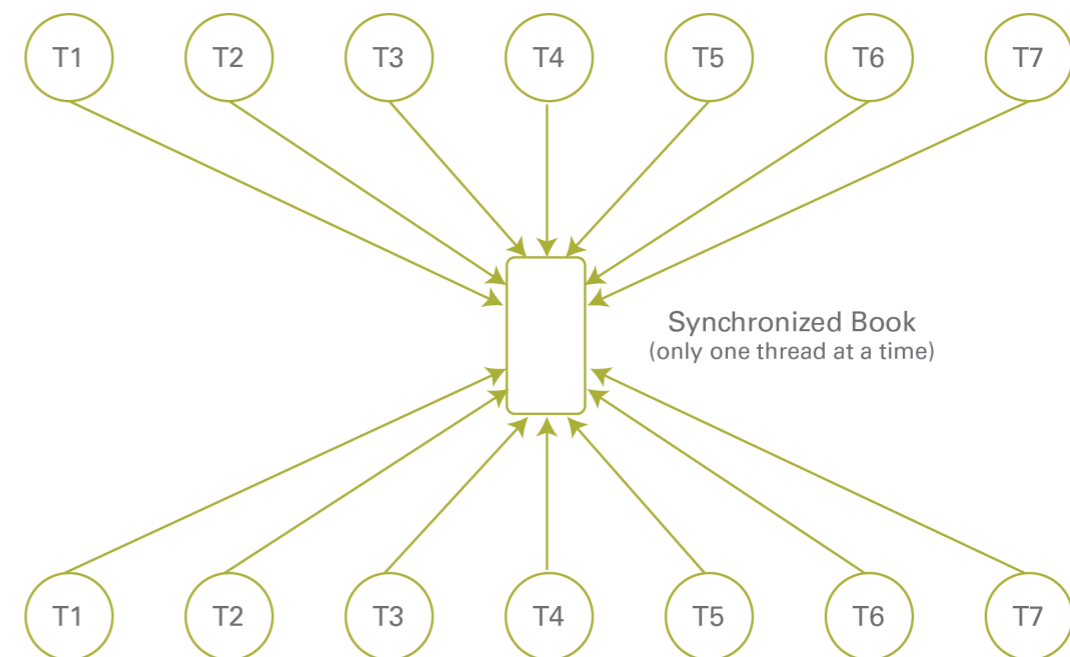 T1 T2 T3 T4 T5 T6 T7
Synchronized Book
(only one thread at a time)
T1 T2 T3 T4 T5 T6 T7